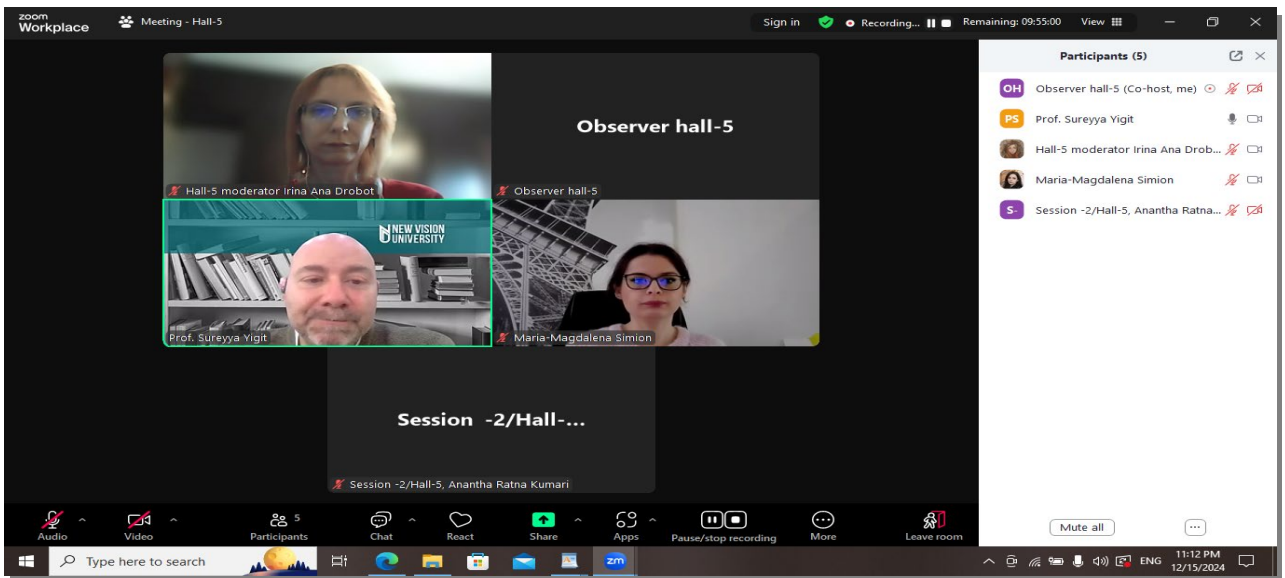 zoom
Workplace
Meeting - Hall-5
Sign in
Recording...
Remaining: 09:55:00
View
Hall-5 moderator Irina Ana Drobot
Observer hall-5
Observer hall-5
NEW VISION
UNIVERSITY
Prof. Sureyya Yigit
Maria-Magdalena Simion
Session -2/Hall-...
Session -2/Hall-5, Anantha Ratna Kumari
Participants (5)
OH Observer hall-5 (Co-host, me)
PS Prof. Sureyya Yigit
Hall-5 moderator Irina Ana Drob...
Maria-Magdalena Simion
S- Session -2/Hall-5, Anantha Ratna...
Mute all
Audio
Video
5
Participants
Chat
React
Share
Apps
Pause/stop recording
More
Leave room
Type here to search
zm
ENG
11:12 PM
12/15/2024